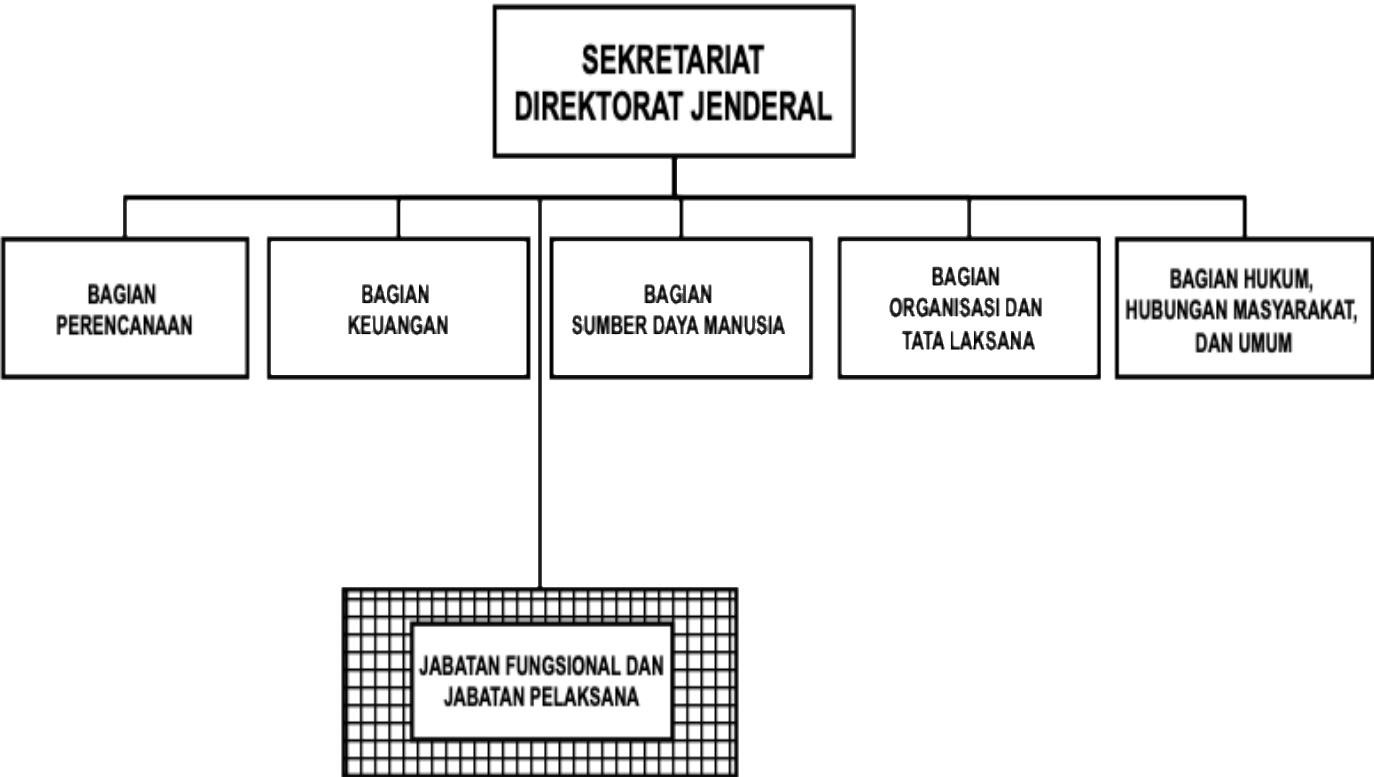 SEKRETARIAT
DIREKTORAT JENDERAL
BAGIAN
PERENCANAAN
BAGIAN
KEUANGAN
BAGIAN
SUMBER DAYA MANUSIA
BAGIAN
ORGANISASI DAN
TATA LAKSANA
BAGIAN HUKUM,
HUBUNGAN MASYARAKAT,
DAN UMUM
JABATAN FUNGSIONAL DAN
JABATAN PELAKSANA